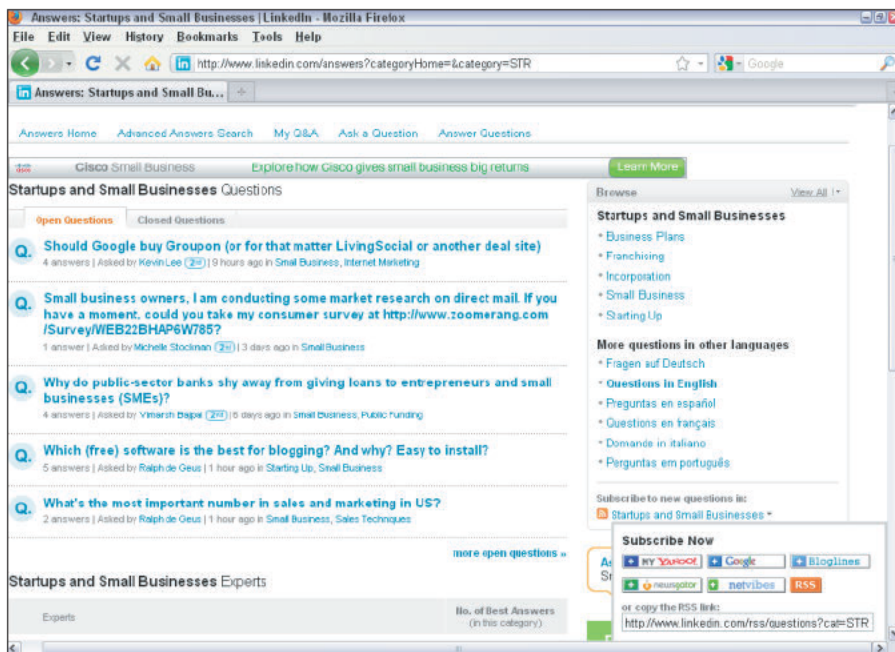 Answers: Startups and Small Businesses | LinkedIn - Mozilla Firefox
File Edit View History Bookmarks Tools Help
http://www.linkedin.com/answers?categoryHome=&category=STR
Google
Answers: Startups and Small Bu...
Answers Home Advanced Answers Search My Q&A Ask a Question Answer Questions
Cisco Small Business Explore how Cisco gives small business big returns Learn More
Startups and Small Businesses Questions
Open Questions Closed Questions
Q. Should Google buy Groupon (or for that matter LivingSocial or another deal site)
4 answers | Asked by Kevin Lee 2nd | 9 hours ago in Small Business, Internet Marketing
Q. Small business owners, I am conducting some market research on direct mail. If you
have a moment, could you take my consumer survey at http://www.zoomerang.com
/Survey/WEB22BHAP6W785?
1 answer | Asked by Michelle Stockman 2nd | 3 days ago in Small Business
Q. Why do public-sector banks shy away from giving loans to entrepreneurs and small
businesses (SMEs)?
4 answers | Asked by Vimarsh Bajpai 2nd | 6 days ago in Small Business, Public Funding
Q. Which (free) software is the best for blogging? And why? Easy to install?
5 answers | Asked by Ralph de Geus | 1 hour ago in Starting Up, Small Business
Q. What's the most important number in sales and marketing in US?
2 answers | Asked by Ralph de Geus | 1 hour ago in Small Business, Sales Techniques
more open questions »
Startups and Small Businesses Experts
Experts
No. of Best Answers
(in this category)
Browse View All
Startups and Small Businesses
Business Plans
Franchising
Incorporation
Small Business
Starting Up
More questions in other languages
Fragen auf Deutsch
Questions in English
Preguntas en español
Questions en français
Domande in italiano
Perguntas em português
Subscribe to new questions in:
Startups and Small Businesses
Subscribe Now
MY YAHOO! Google Bloglines
newsgator netvibes RSS
or copy the RSS link:
http://www.linkedin.com/rss/questions?cat=STR